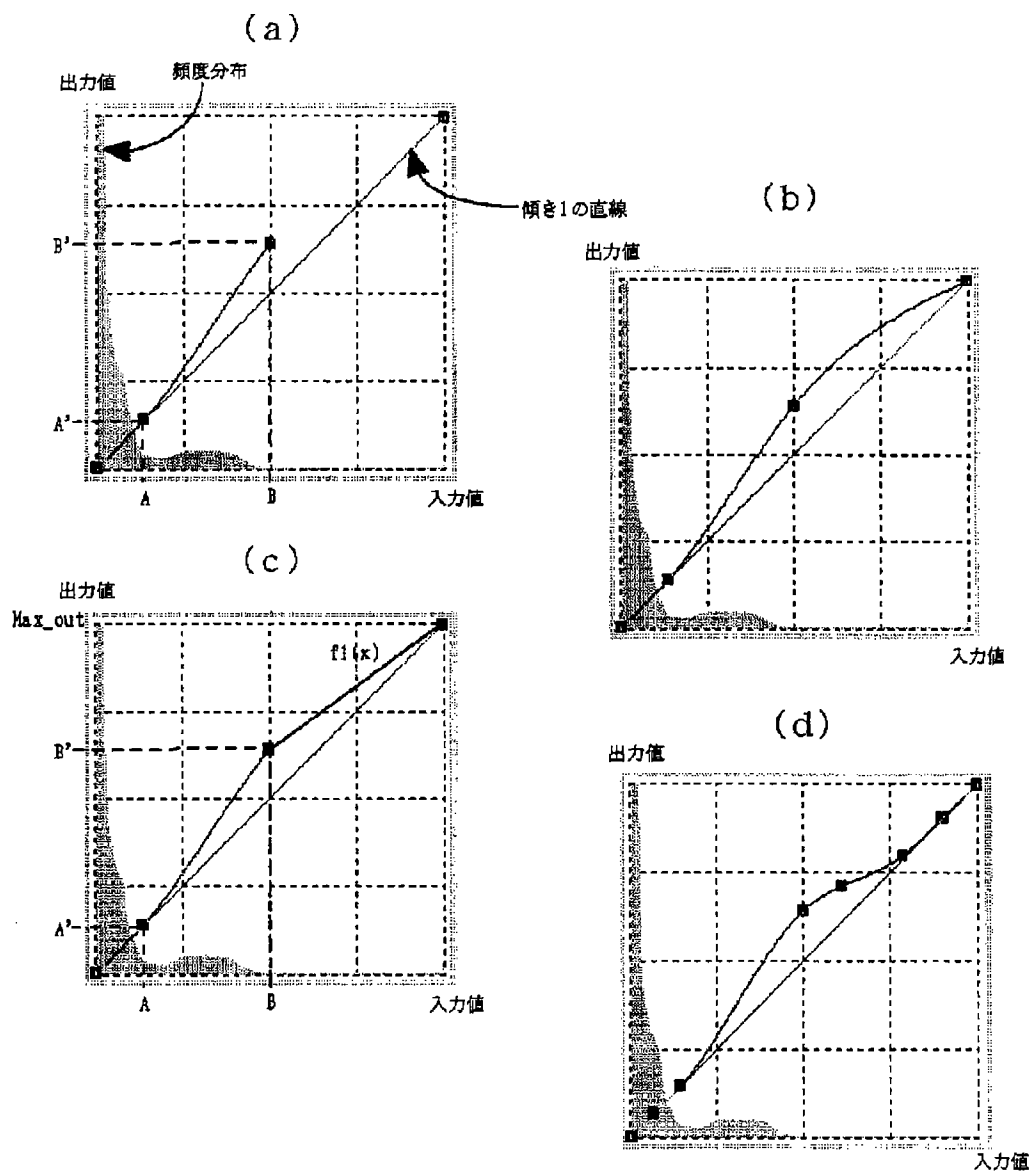 (a)
出力値
頻度分布
傾き1の直線
B'
A'
A
B
入力値
(b)
出力値
入力値
(c)
出力値
Max_out
f1(x)
B'
A'
A
B
入力値
(d)
出力値
入力値